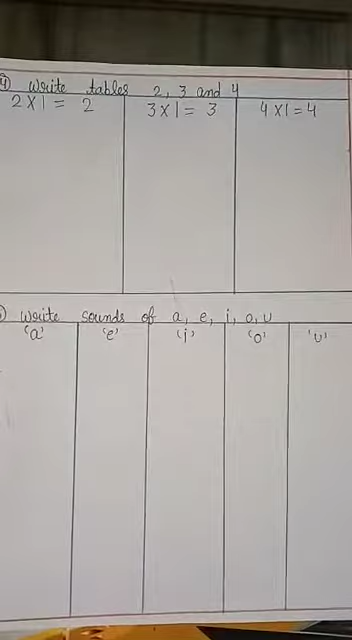 4) Write tables 2, 3 and 4
2 X 1 = 2 3 X 1 = 3 4 X 1 = 4
) Write sounds of a, e, i, o, u
'a' 'e' 'i' 'o' 'u'